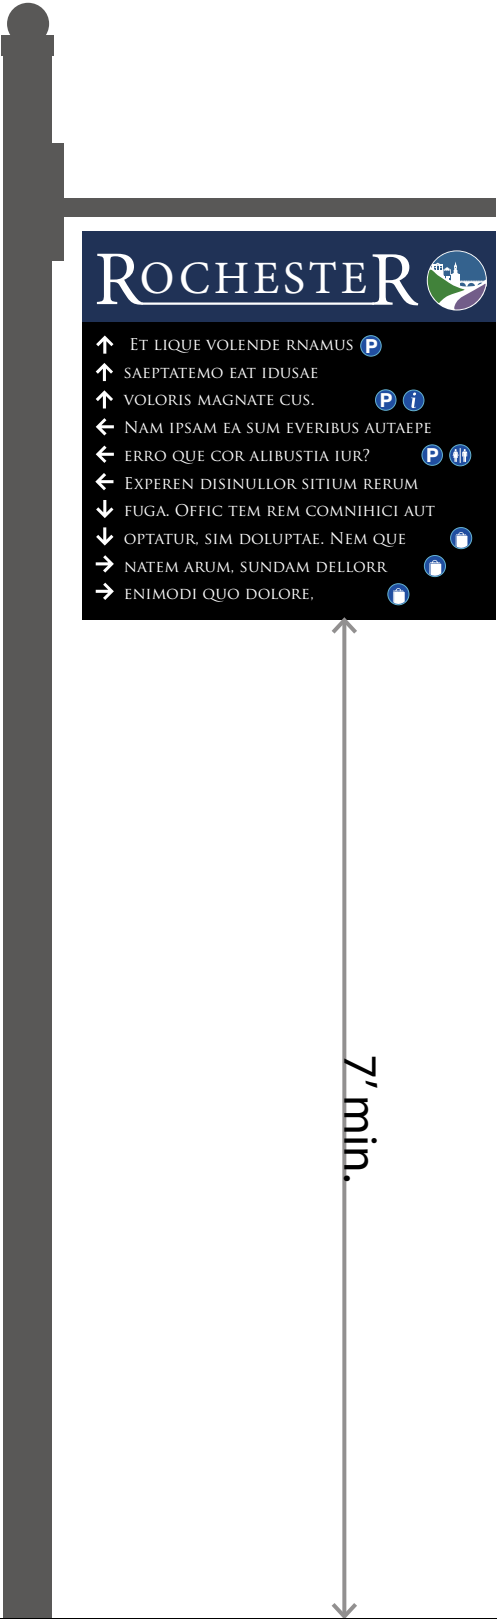 ROCHESTER
↑ Et lique volende rnamus P
↑ saeptatemo eat idusae
↑ voloris magnate cus. P i
← Nam ipsam ea sum everibus autaepe
← erro que cor alibustia iur? P
← Experen disinullor sitium rerum
↓ fuga. Offic tem rem comnihici aut
↓ optatur, sim doluptae. Nem que
→ natem arum, sundam dellorr
→ enimodi quo dolore,
7’ min.